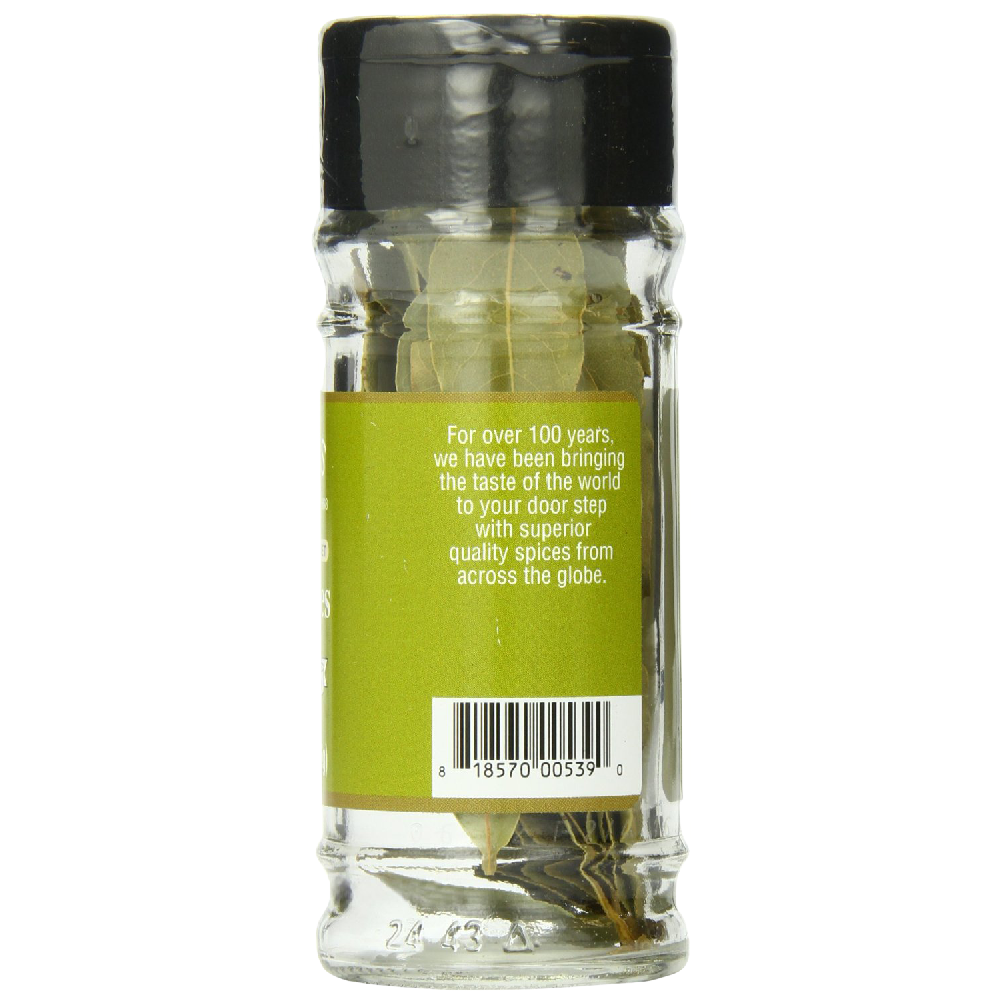 For over 100 years,
we have been bringing
the taste of the world
to your door step
with superior
quality spices from
across the globe.
8 18570 00539 0
24 43